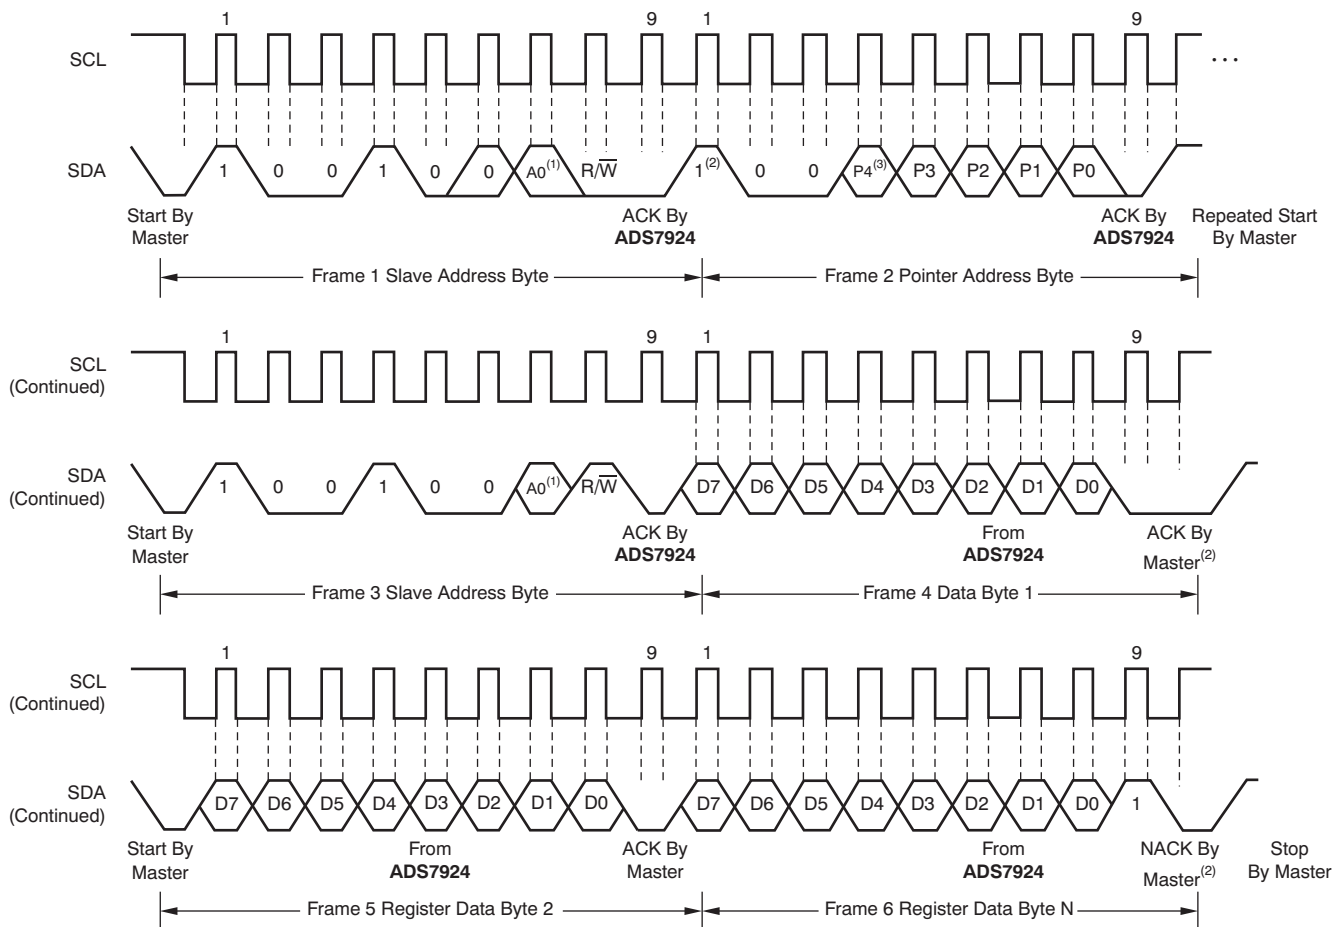 1 9 1 9
SCL ...
SDA 1 0 0 1 0 0 A0(1) R/W 1(2) 0 0 P4(3) P3 P2 P1 P0
Start By Master ACK By ADS7924 ACK By ADS7924 Repeated Start By Master
Frame 1 Slave Address Byte Frame 2 Pointer Address Byte
1 9 1 9
SCL (Continued)
SDA (Continued) 1 0 0 1 0 0 A0(1) R/W D7 D6 D5 D4 D3 D2 D1 D0
Start By Master ACK By ADS7924 From ADS7924 ACK By Master(2)
Frame 3 Slave Address Byte Frame 4 Data Byte 1
1 9 1 9
SCL (Continued)
SDA (Continued) D7 D6 D5 D4 D3 D2 D1 D0 D7 D6 D5 D4 D3 D2 D1 D0 1
Start By Master From ADS7924 ACK By Master From ADS7924 NACK By Master(2) Stop By Master
Frame 5 Register Data Byte 2 Frame 6 Register Data Byte N